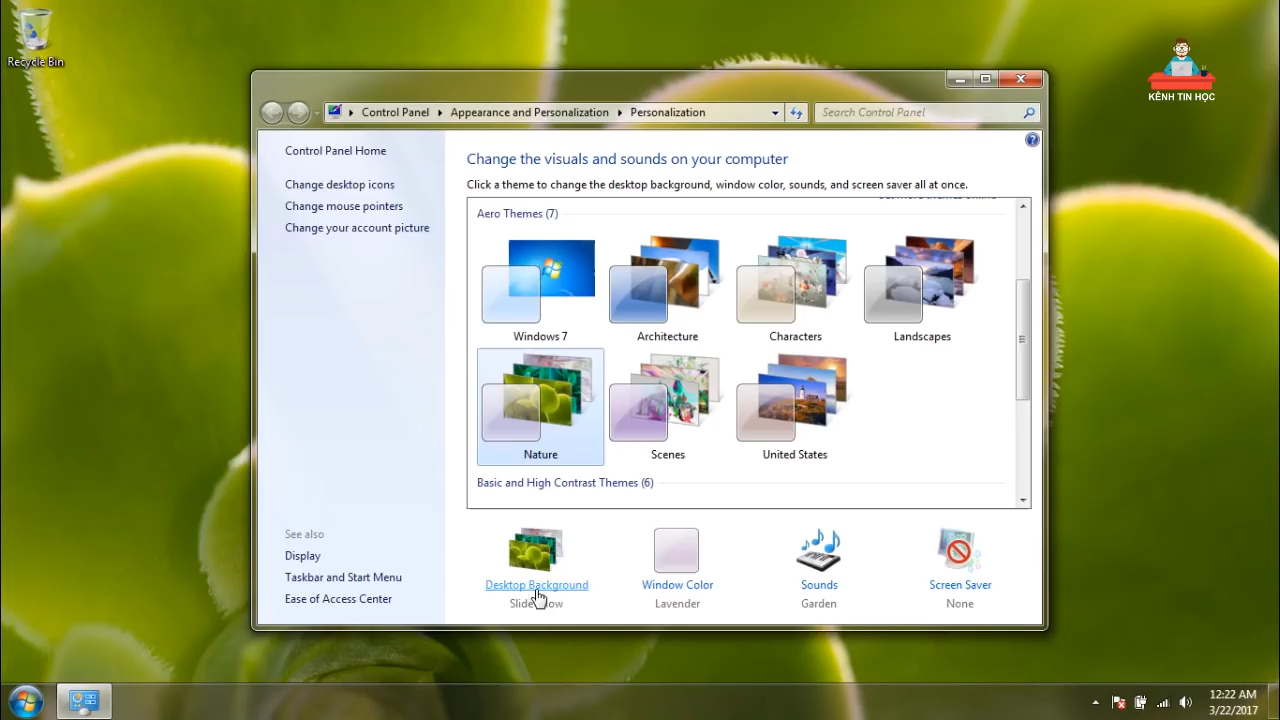 Recycle Bin
KÊNH TIN HỌC
Control Panel
Appearance and Personalization
Personalization
Search Control Panel
Control Panel Home
Change desktop icons
Change mouse pointers
Change your account picture
See also
Display
Taskbar and Start Menu
Ease of Access Center
Change the visuals and sounds on your computer
Click a theme to change the desktop background, window color, sounds, and screen saver all at once.
Aero Themes (7)
Windows 7
Architecture
Characters
Landscapes
Nature
Scenes
United States
Basic and High Contrast Themes (6)
Desktop Background
Window Color
Lavender
Sounds
Garden
Screen Saver
None
12:22 AM
3/22/2017